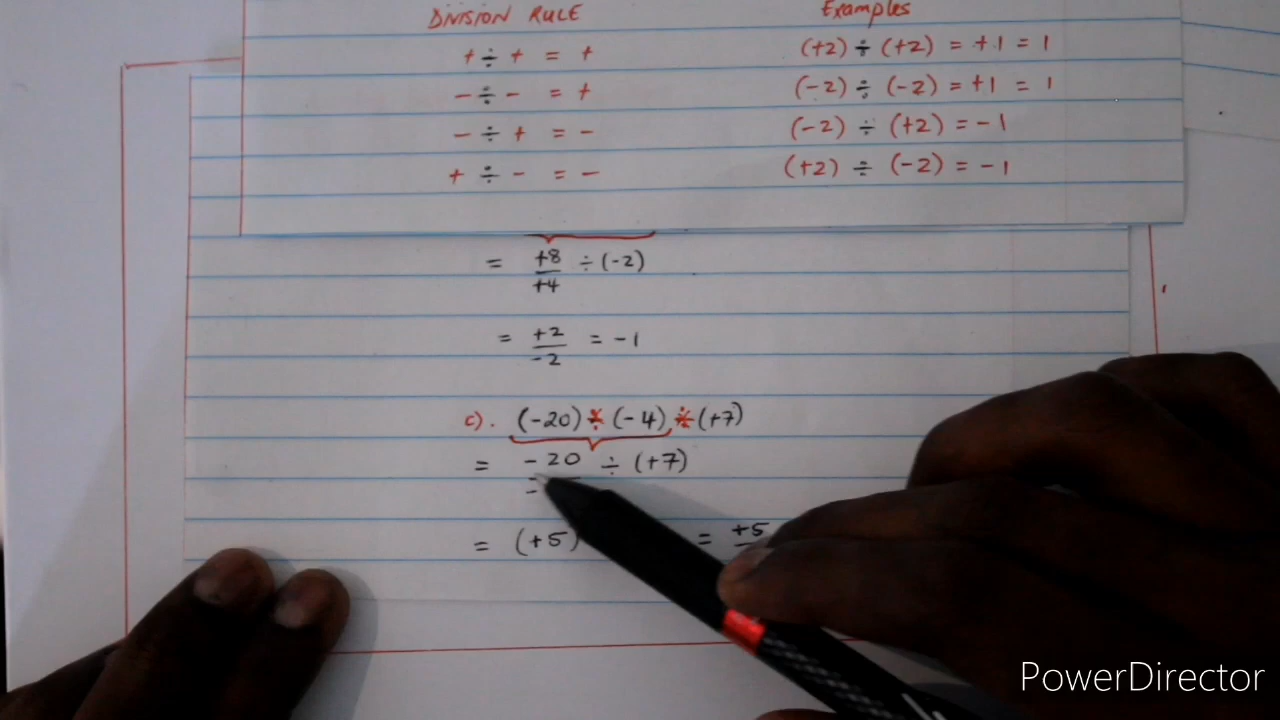 DIVISION RULE Examples
+ ÷ + = + (+2) ÷ (+2) = +1 = 1
- ÷ - = + (-2) ÷ (-2) = +1 = 1
- ÷ + = - (-2) ÷ (+2) = -1
+ ÷ - = - (+2) ÷ (-2) = -1
= +8 ÷ (-2)
+4
= +2 = -1
-2
c). (-20) ÷ (-4) ÷ (+7)
= -20 ÷ (+7)
-
= (+5) = +5
PowerDirector